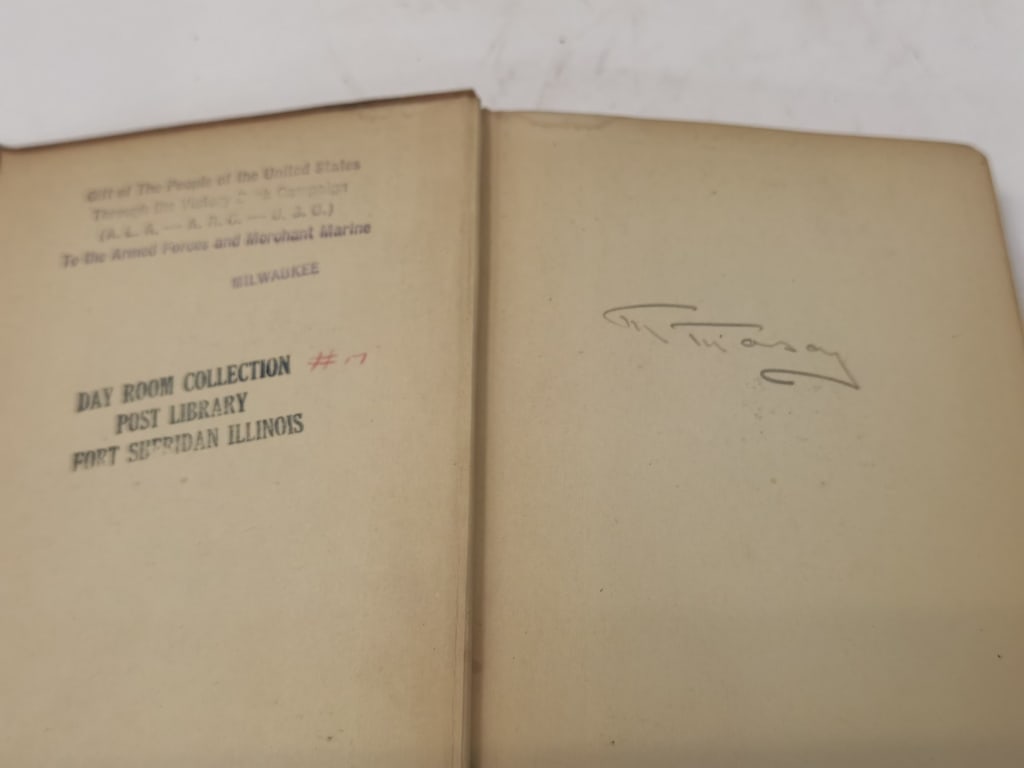 Gift of The People of the United States
Through the Victory Book Campaign
(A. L. A. — A. R. C. — U. S. O.)
To the Armed Forces and Merchant Marine
MILWAUKEE
DAY ROOM COLLECTION #
POST LIBRARY
FORT SHERIDAN ILLINOIS
M